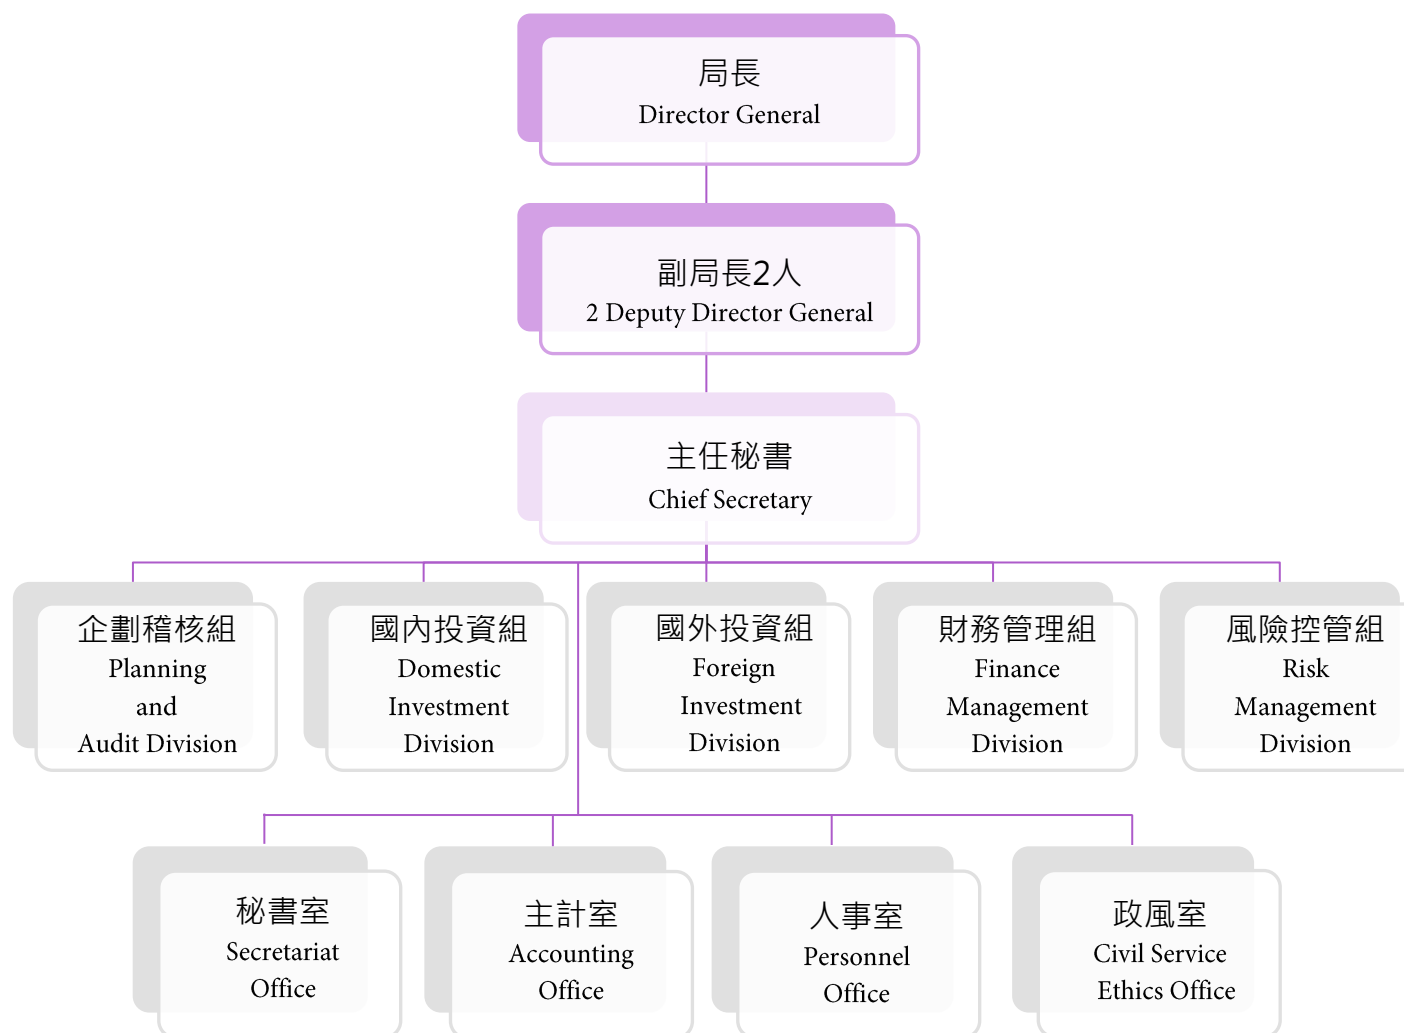 局長
Director General
副局長2人
2 Deputy Director General
主任秘書
Chief Secretary
企劃稽核組
Planning
and
Audit Division
國內投資組
Domestic
Investment
Division
國外投資組
Foreign
Investment
Division
財務管理組
Finance
Management
Division
風險控管組
Risk
Management
Division
秘書室
Secretariat
Office
主計室
Accounting
Office
人事室
Personnel
Office
政風室
Civil Service
Ethics Office